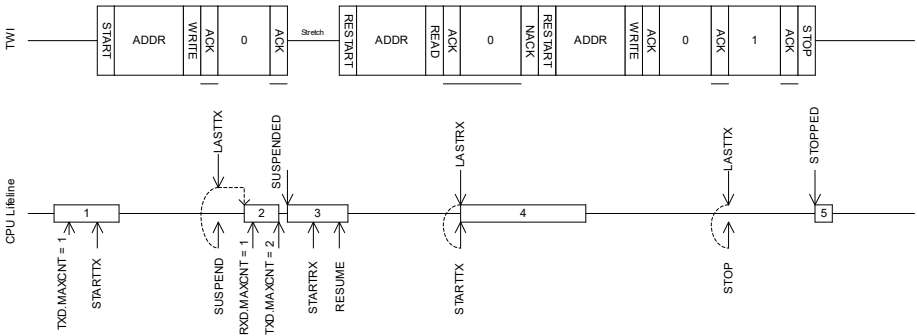 TWI
START
ADDR
WRITE
ACK
0
ACK
Stretch
RESTART
ADDR
READ
ACK
0
NACK
RESTART
ADDR
WRITE
ACK
0
ACK
1
ACK
STOP
CPU Lifeline
LASTTX
SUSPENDED
LASTRX
LASTTX
STOPPED
1
2
3
4
5
TXD.MAXCNT = 1
STARTTX
SUSPEND
RXD.MAXCNT = 1
TXD.MAXCNT = 2
STARTRX
RESUME
STARTTX
STOP